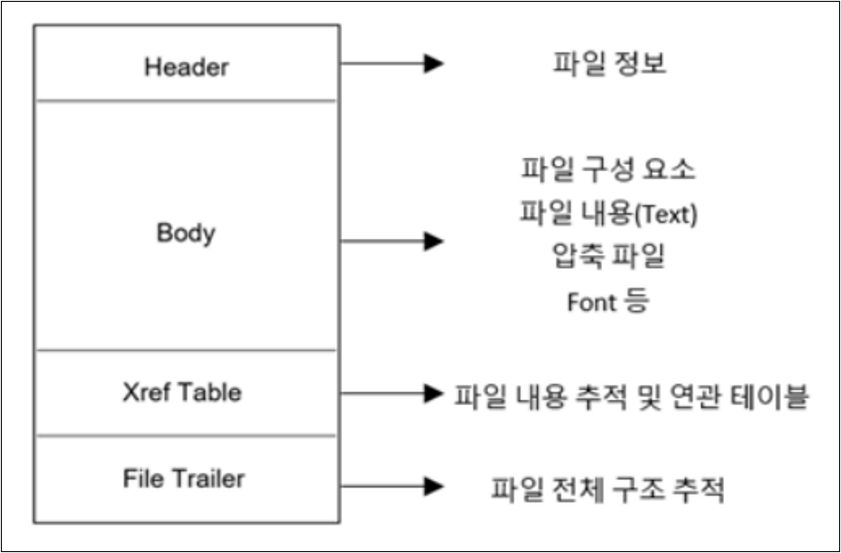 Header
파일 정보
Body
파일 구성 요소
파일 내용(Text)
압축 파일
Font 등
Xref Table
파일 내용 추적 및 연관 테이블
File Trailer
파일 전체 구조 추적